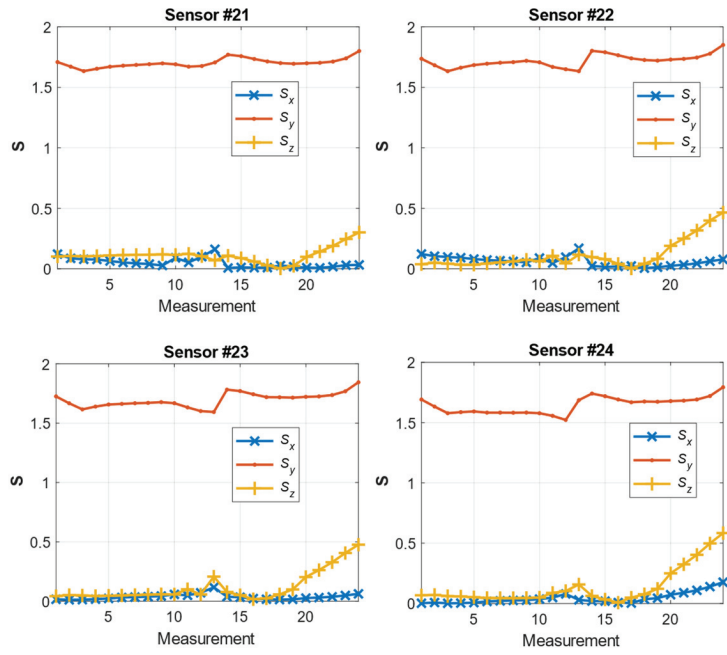 Sensor #21
2
1.5
1
0.5
0
S
S_x
S_y
S_z
5 10 15 20
Measurement
Sensor #22
2
1.5
1
0.5
0
S_x
S_y
S_z
5 10 15 20
Measurement
Sensor #23
2
1.5
1
0.5
0
S
S_x
S_y
S_z
5 10 15 20
Measurement
Sensor #24
2
1.5
1
0.5
0
S_x
S_y
S_z
5 10 15 20
Measurement